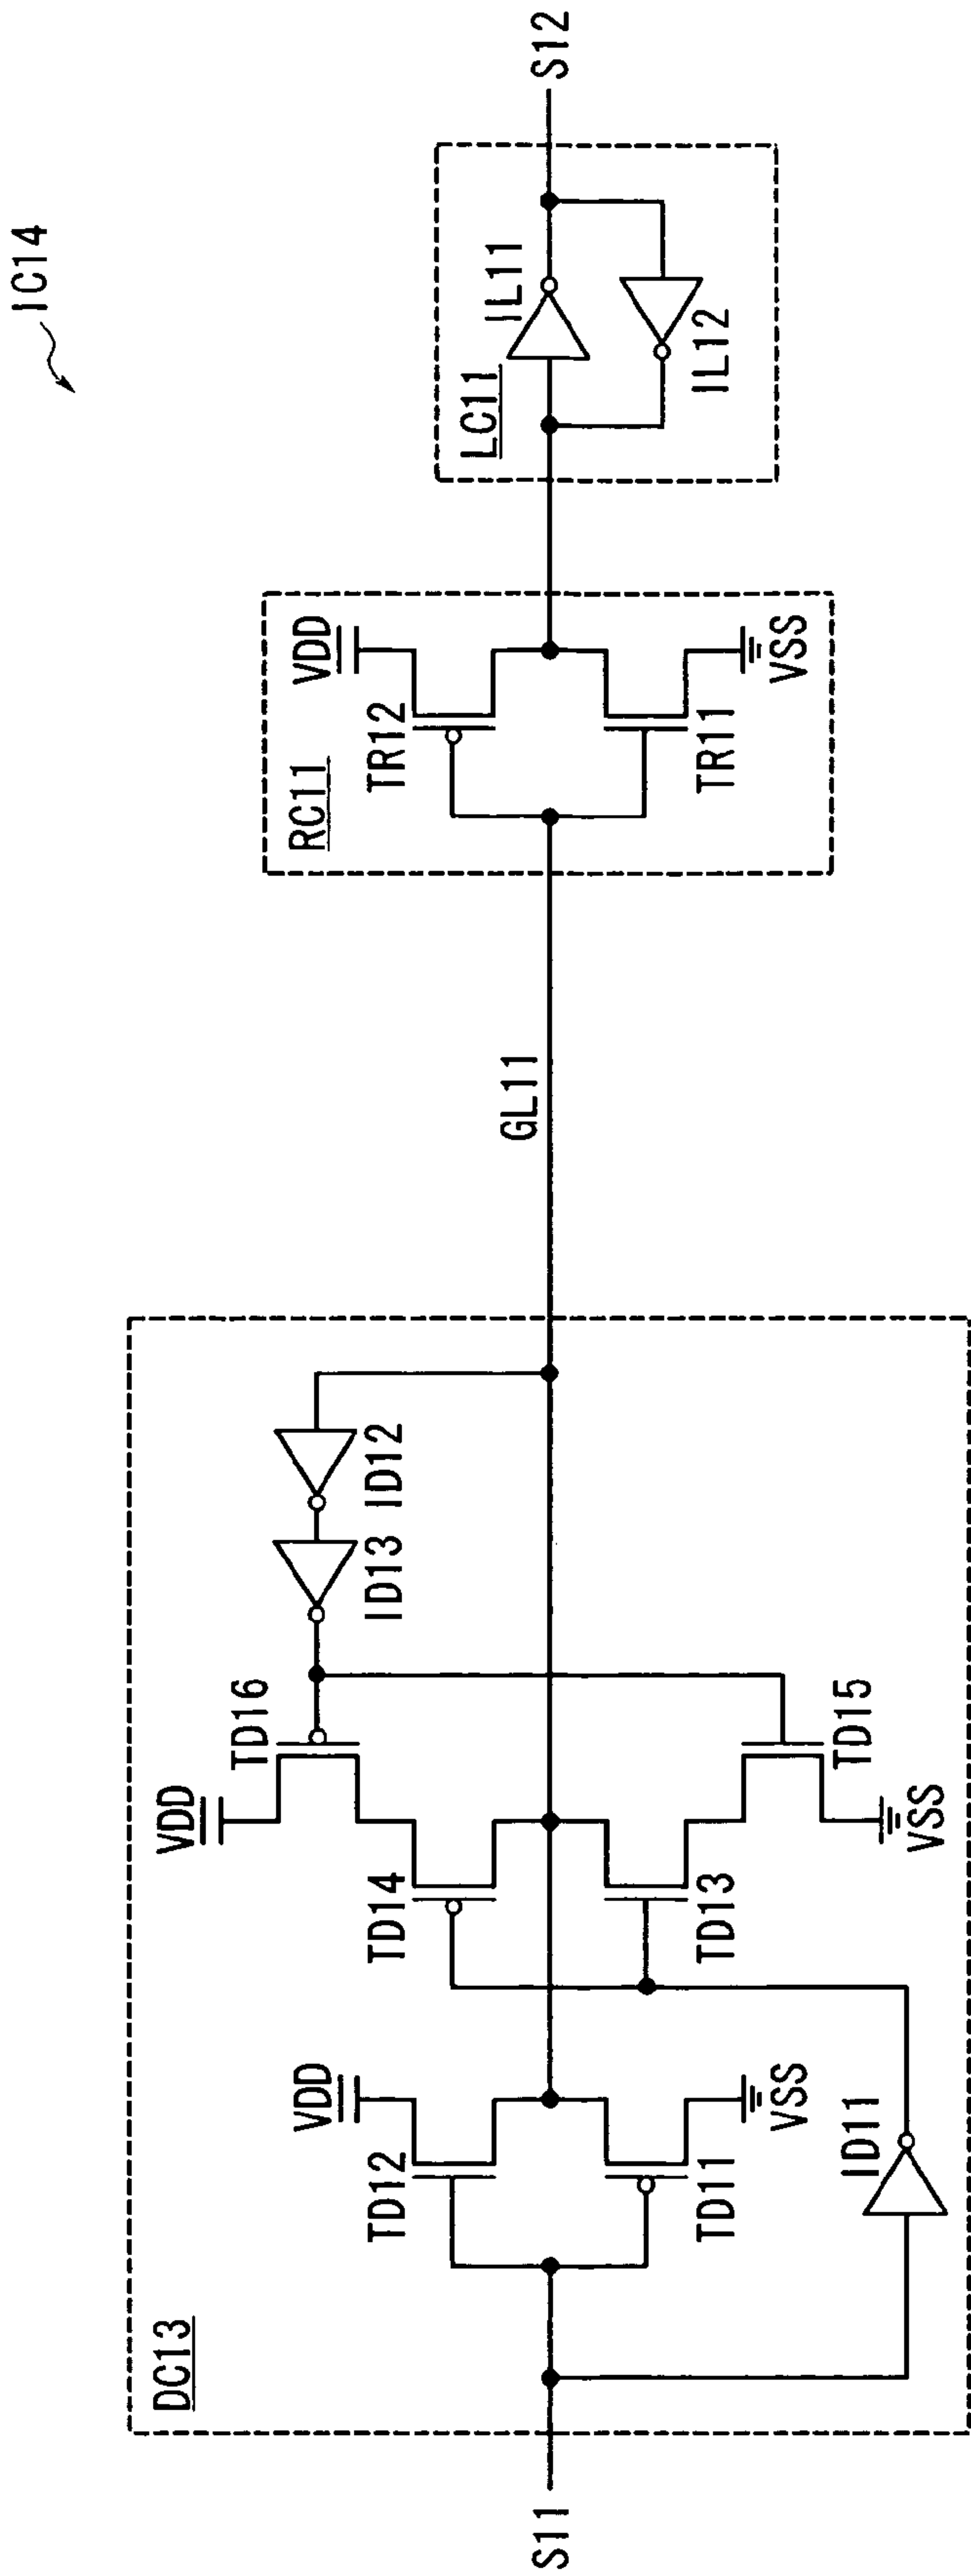 IC14
DC13
S11
VDD
TD12
TD11
VSS
ID11
VDD
TD16
TD14
TD13
TD15
VSS
ID13
ID12
GL11
RC11
VDD
TR12
TR11
VSS
LC11
IL11
IL12
S12